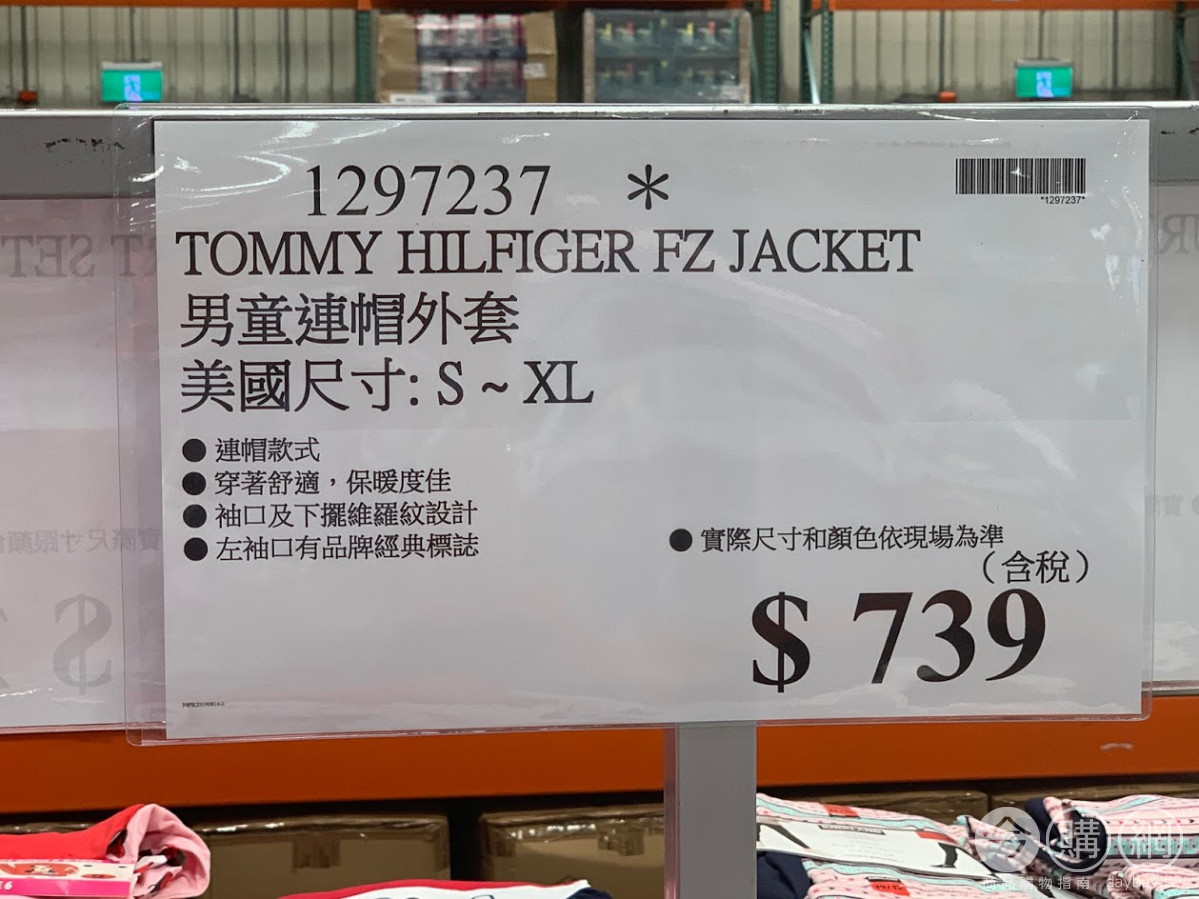 1297237 *
*1297237*
TOMMY HILFIGER FZ JACKET
男童連帽外套
美國尺寸: S ~ XL
● 連帽款式
● 穿著舒適，保暖度佳
● 袖口及下擺維羅紋設計
● 左袖口有品牌經典標誌
● 實際尺寸和顏色依現場為準
（含稅）
$ 739
今購網